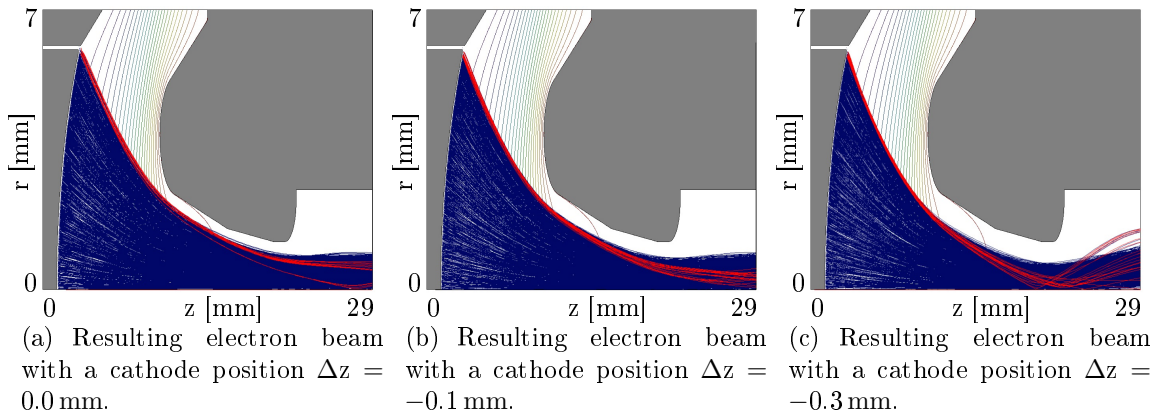 7
r [mm]
0
0 z [mm] 29
(a) Resulting electron beam
with a cathode position Δz =
0.0 mm.
7
r [mm]
0
0 z [mm] 29
(b) Resulting electron beam
with a cathode position Δz =
−0.1 mm.
7
r [mm]
0
0 z [mm] 29
(c) Resulting electron beam
with a cathode position Δz =
−0.3 mm.